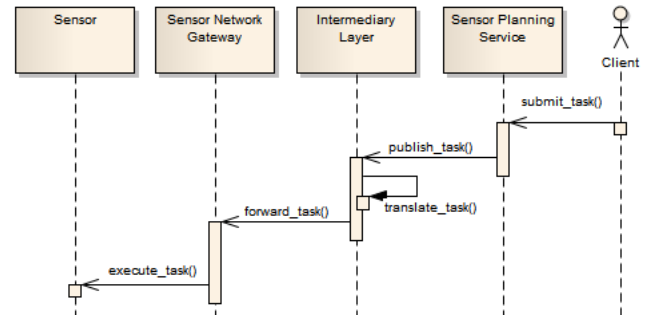 Sensor
Sensor Network
Gateway
Intermediary
Layer
Sensor Planning
Service
Client
submit_task()
publish_task()
translate_task()
forward_task()
execute_task()